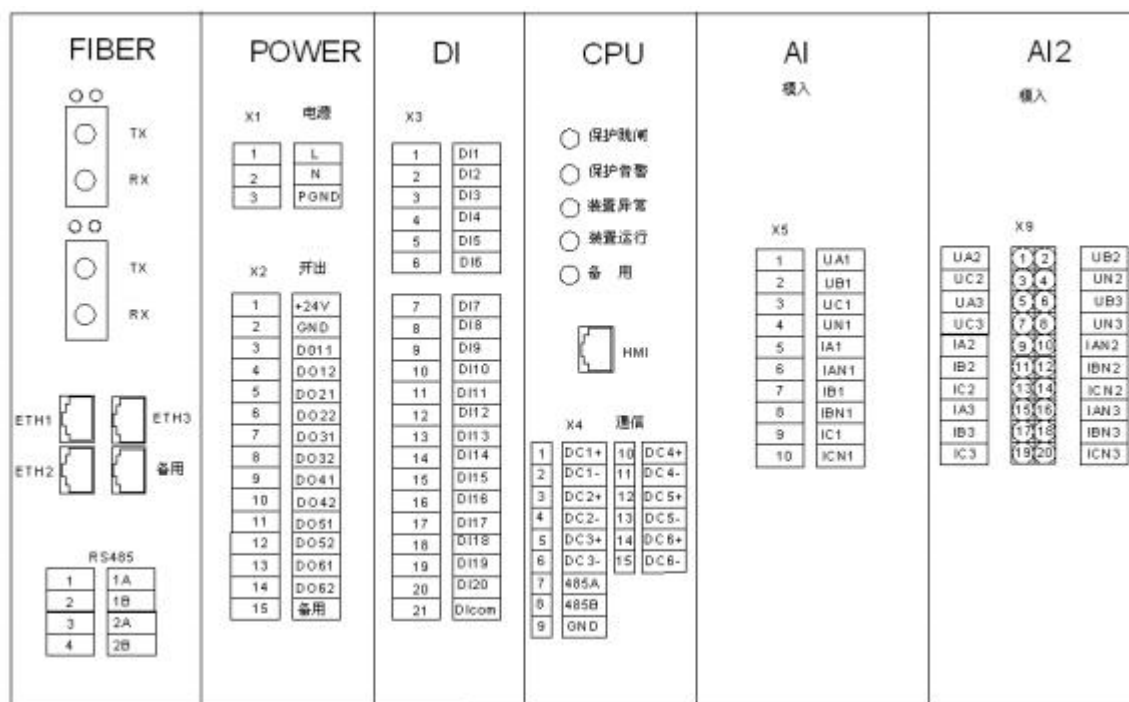 FIBER
TX
RX
TX
RX
ETH1
ETH3
ETH2
备用
RS485
1 1A
2 1B
3 2A
4 2B
POWER
X1 电源
1 L
2 N
3 PGND
X2 开出
1 +24V
2 GND
3 D011
4 DO12
5 DO21
6 DO22
7 DO31
8 DO32
9 DO41
10 DO42
11 DO51
12 DO52
13 DO61
14 DO62
15 备用
DI
X3
1 DI1
2 DI2
3 DI3
4 DI4
5 DI5
6 DI6
7 DI7
8 DI8
9 DI9
10 DI10
11 DI11
12 DI12
13 DI13
14 DI14
15 DI15
16 DI16
17 DI17
18 DI18
19 DI19
20 DI20
21 DIcom
CPU
保护跳闸
保护告警
装置异常
装置运行
备 用
HMI
X4 通信
1 DC1+ 10 DC4+
2 DC1- 11 DC4-
3 DC2+ 12 DC5+
4 DC2- 13 DC5-
5 DC3+ 14 DC6+
6 DC3- 15 DC6-
7 485A
8 485B
9 GND
AI
模入
X5
1 UA1
2 UB1
3 UC1
4 UN1
5 IA1
6 IAN1
7 IB1
8 IBN1
9 IC1
10 ICN1
AI2
模入
X9
UA2 1 2 UB2
UC2 3 4 UN2
UA3 5 6 UB3
UC3 7 8 UN3
IA2 9 10 IAN2
IB2 11 12 IBN2
IC2 13 14 ICN2
IA3 15 16 IAN3
IB3 17 18 IBN3
IC3 19 20 ICN3